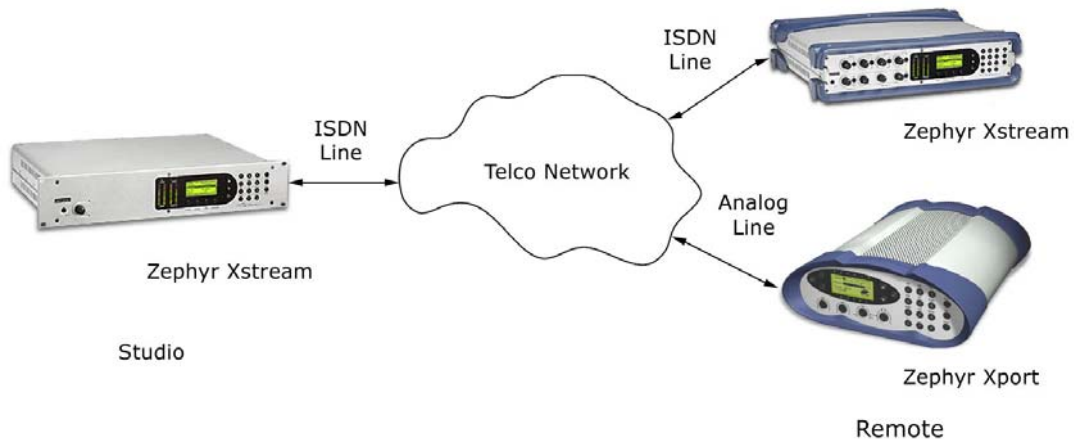 ISDN
Line
Zephyr Xstream
ISDN
Line
Telco Network
Analog
Line
Zephyr Xstream
Studio
Zephyr Xport
Remote